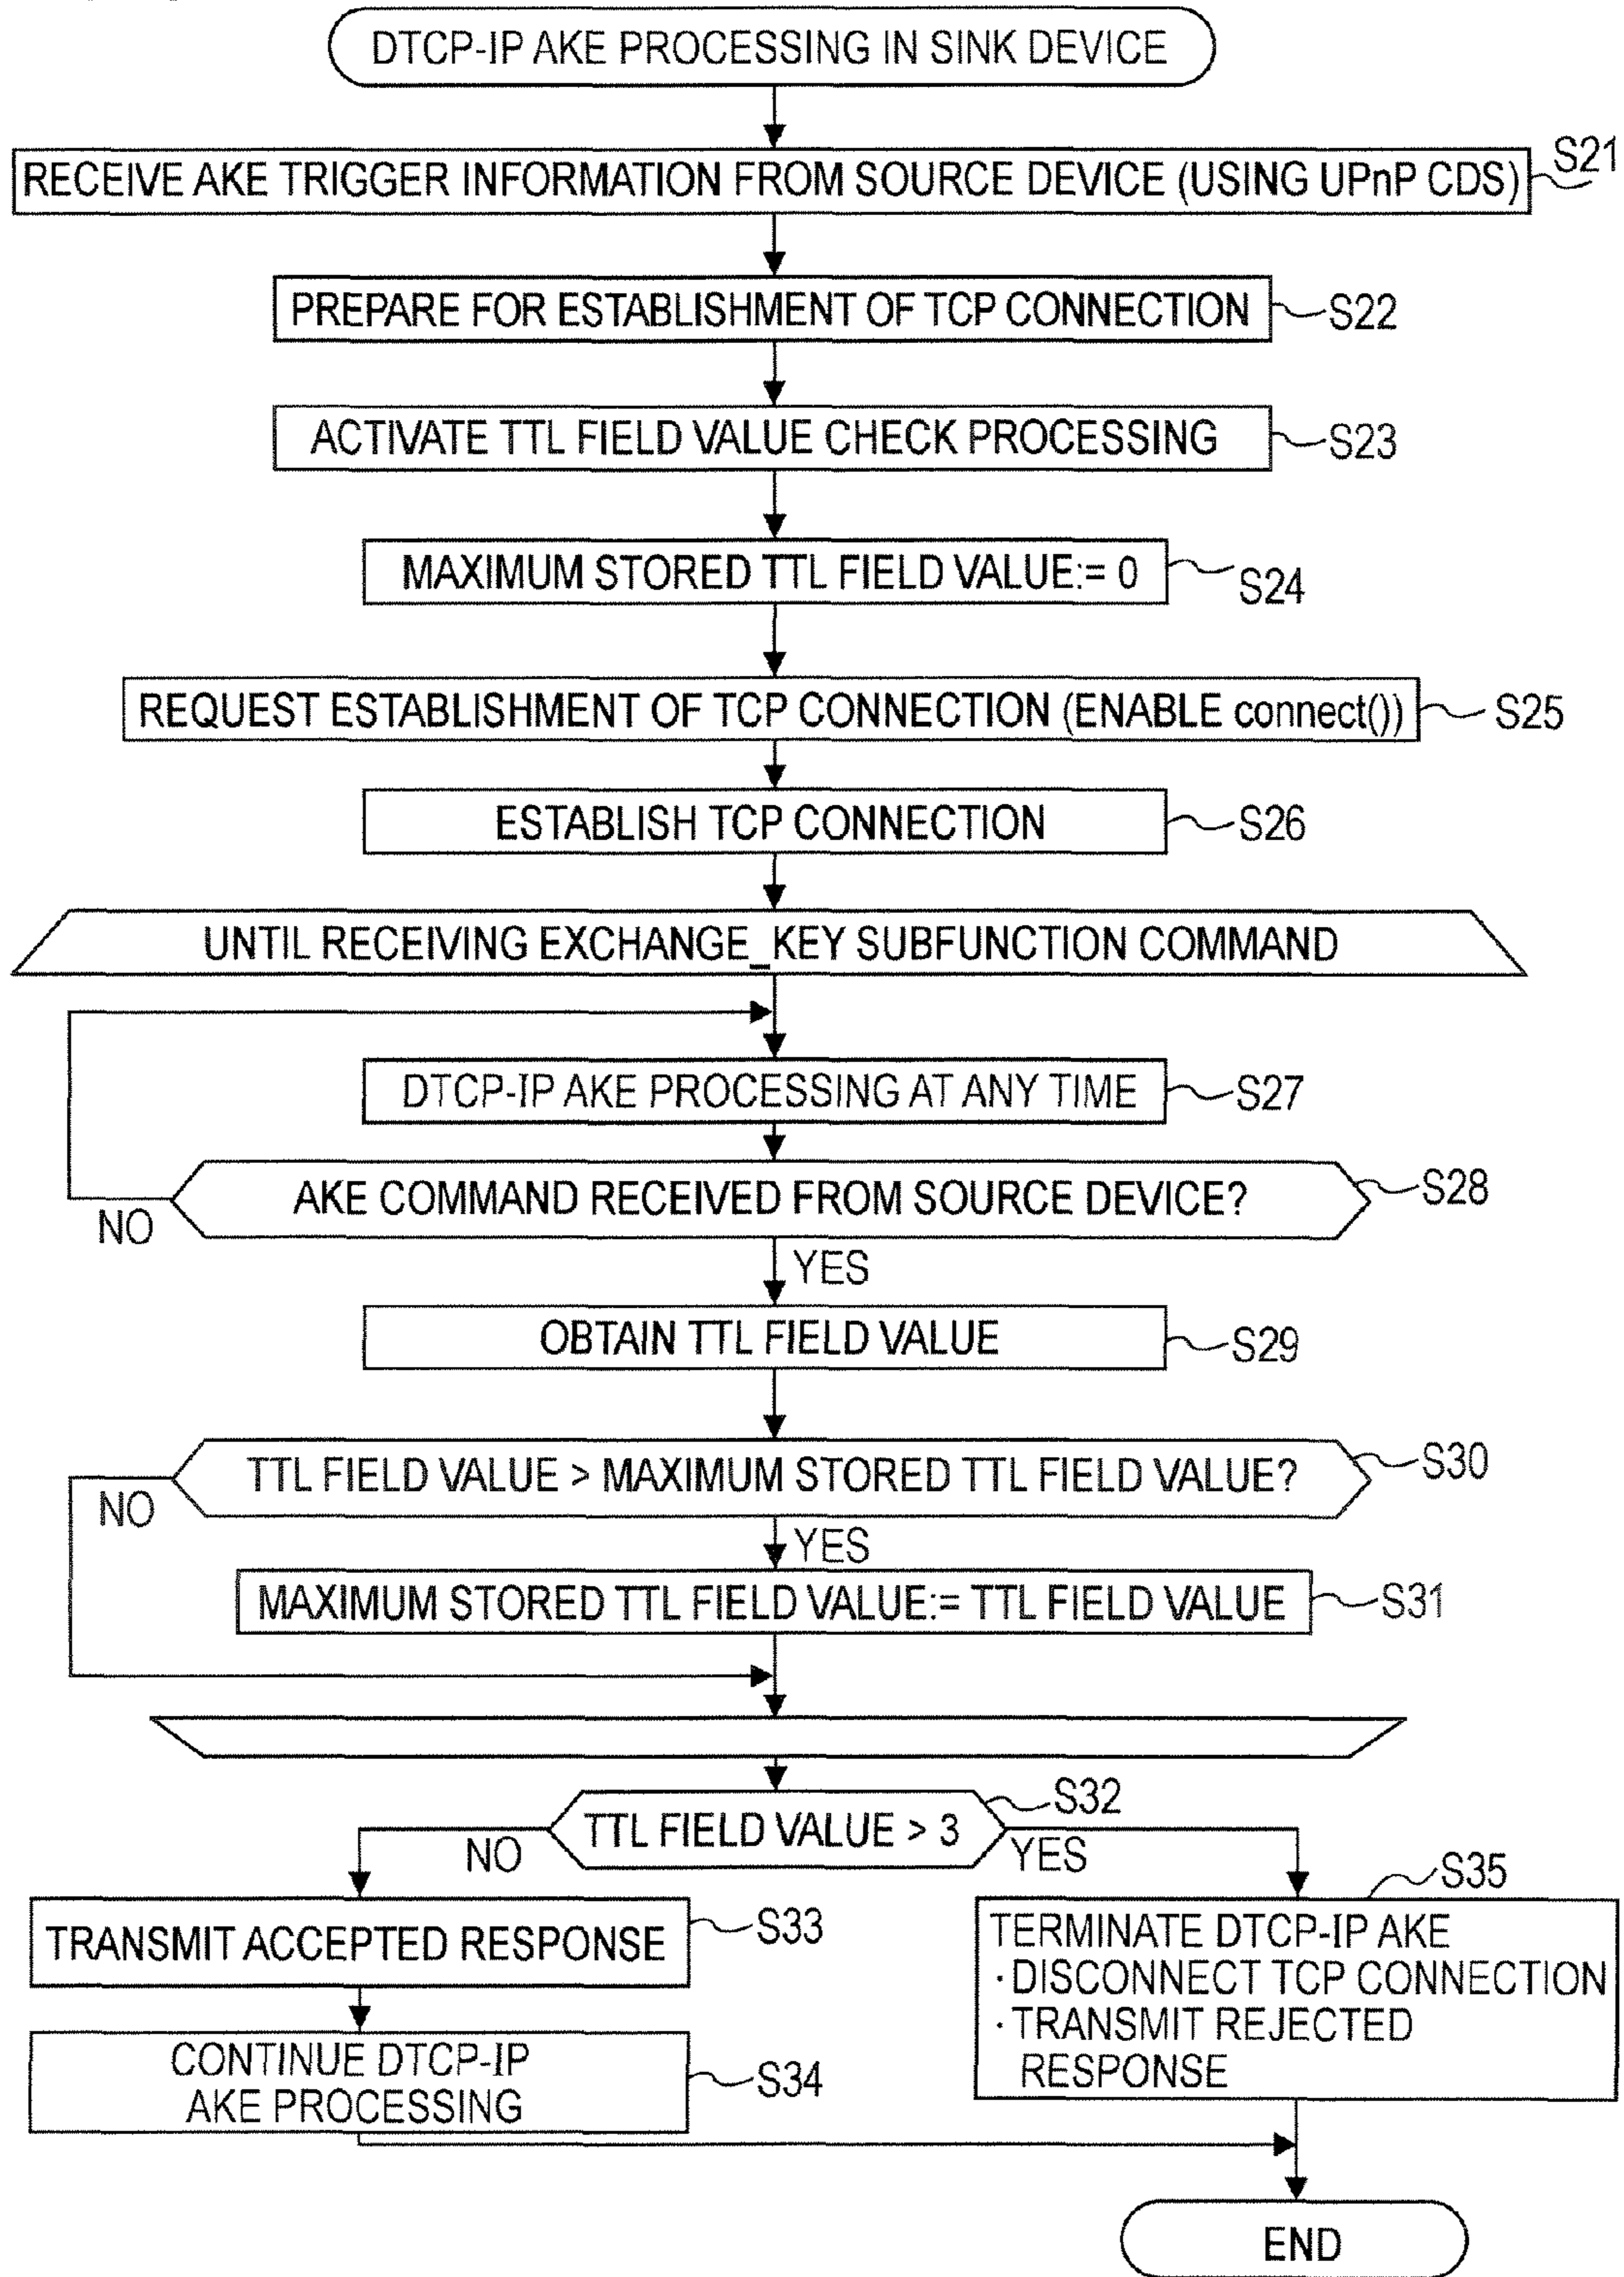 DTCP-IP AKE PROCESSING IN SINK DEVICE
RECEIVE AKE TRIGGER INFORMATION FROM SOURCE DEVICE (USING UPnP CDS)
S21
PREPARE FOR ESTABLISHMENT OF TCP CONNECTION
S22
ACTIVATE TTL FIELD VALUE CHECK PROCESSING
S23
MAXIMUM STORED TTL FIELD VALUE:= 0
S24
REQUEST ESTABLISHMENT OF TCP CONNECTION (ENABLE connect())
S25
ESTABLISH TCP CONNECTION
S26
UNTIL RECEIVING EXCHANGE_KEY SUBFUNCTION COMMAND
DTCP-IP AKE PROCESSING AT ANY TIME
S27
AKE COMMAND RECEIVED FROM SOURCE DEVICE?
S28
NO
YES
OBTAIN TTL FIELD VALUE
S29
TTL FIELD VALUE > MAXIMUM STORED TTL FIELD VALUE?
S30
NO
YES
MAXIMUM STORED TTL FIELD VALUE:= TTL FIELD VALUE
S31
TTL FIELD VALUE > 3
S32
NO
YES
TRANSMIT ACCEPTED RESPONSE
S33
CONTINUE DTCP-IP
AKE PROCESSING
S34
S35
TERMINATE DTCP-IP AKE
· DISCONNECT TCP CONNECTION
· TRANSMIT REJECTED
RESPONSE
END